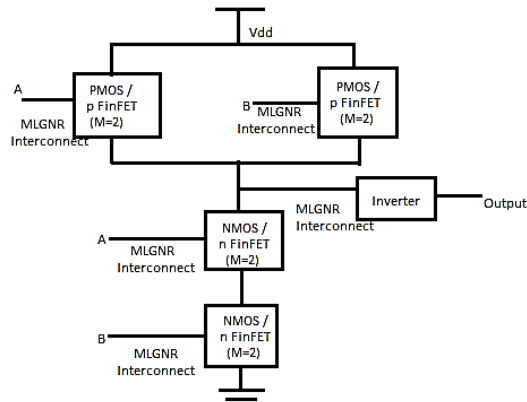 Vdd
A
PMOS /
p FinFET
(M=2)
MLGNR
Interconnect
B
MLGNR
Interconnect
PMOS /
p FinFET
(M=2)
MLGNR
Interconnect
Inverter
Output
A
MLGNR
Interconnect
NMOS /
n FinFET
(M=2)
B
MLGNR
Interconnect
NMOS /
n FinFET
(M=2)